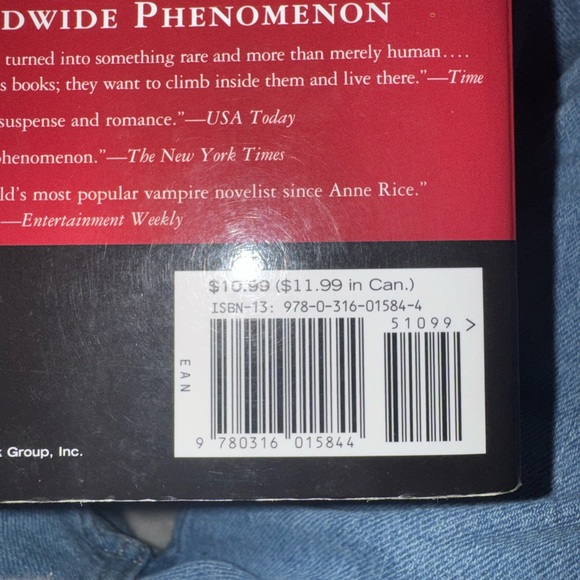 DWIDE PHENOMENON
turned into something rare and more than merely human....
s books; they want to climb inside them and live there."—Time
suspense and romance."—USA Today
phenomenon."—The New York Times
ld's most popular vampire novelist since Anne Rice."
—Entertainment Weekly
$10.99 ($11.99 in Can.)
ISBN-13: 978-0-316-01584-4
51099 >
EAN
9 780316 015844
k Group, Inc.